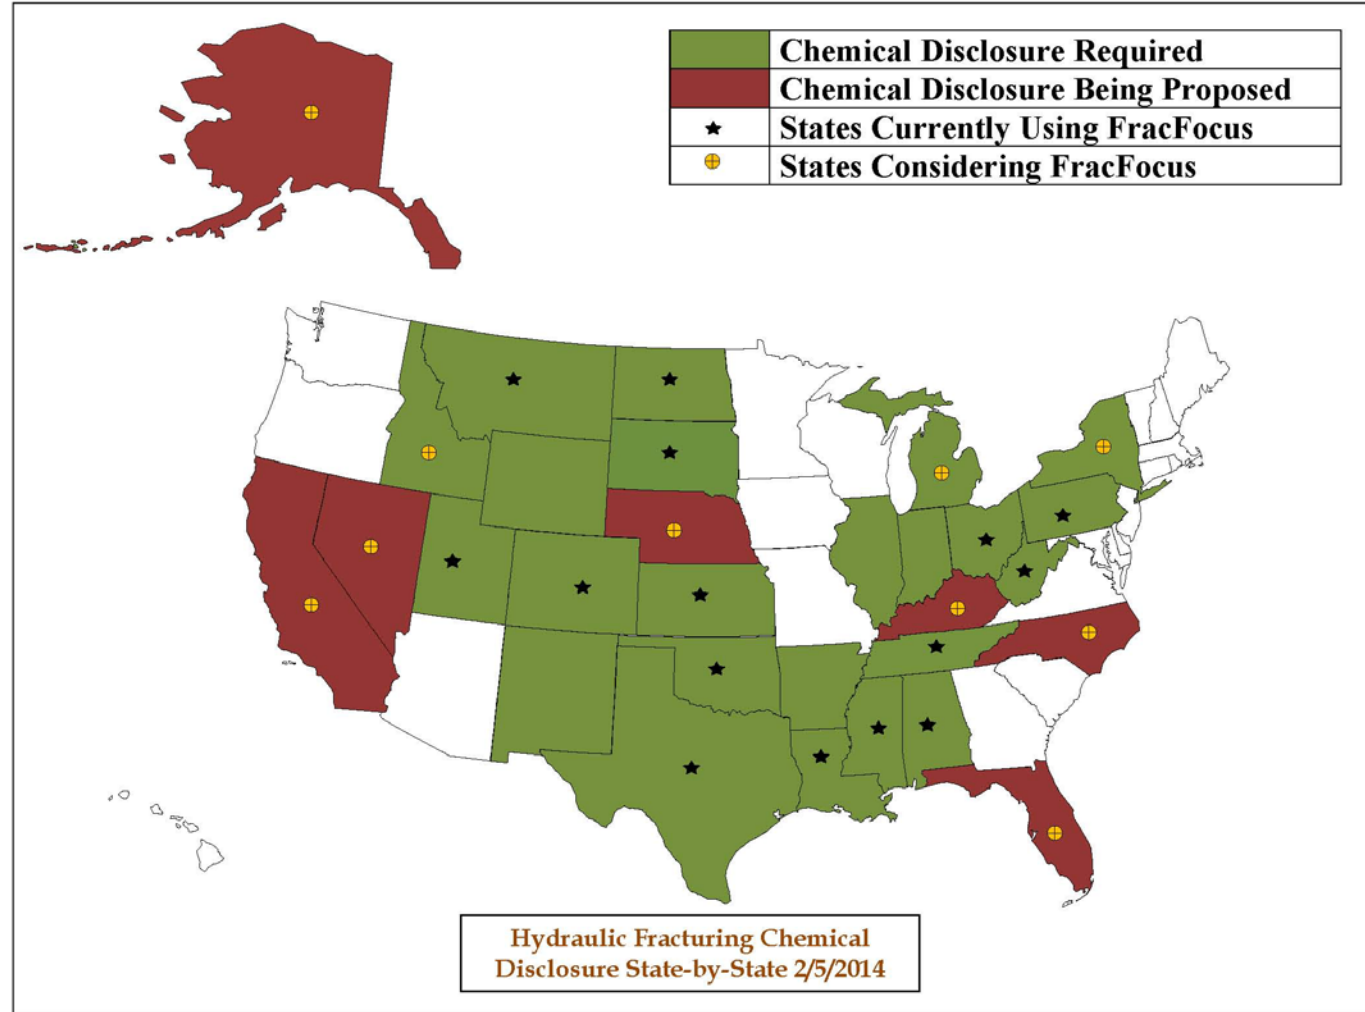 Chemical Disclosure Required
Chemical Disclosure Being Proposed
States Currently Using FracFocus
States Considering FracFocus
Hydraulic Fracturing Chemical
Disclosure State-by-State 2/5/2014